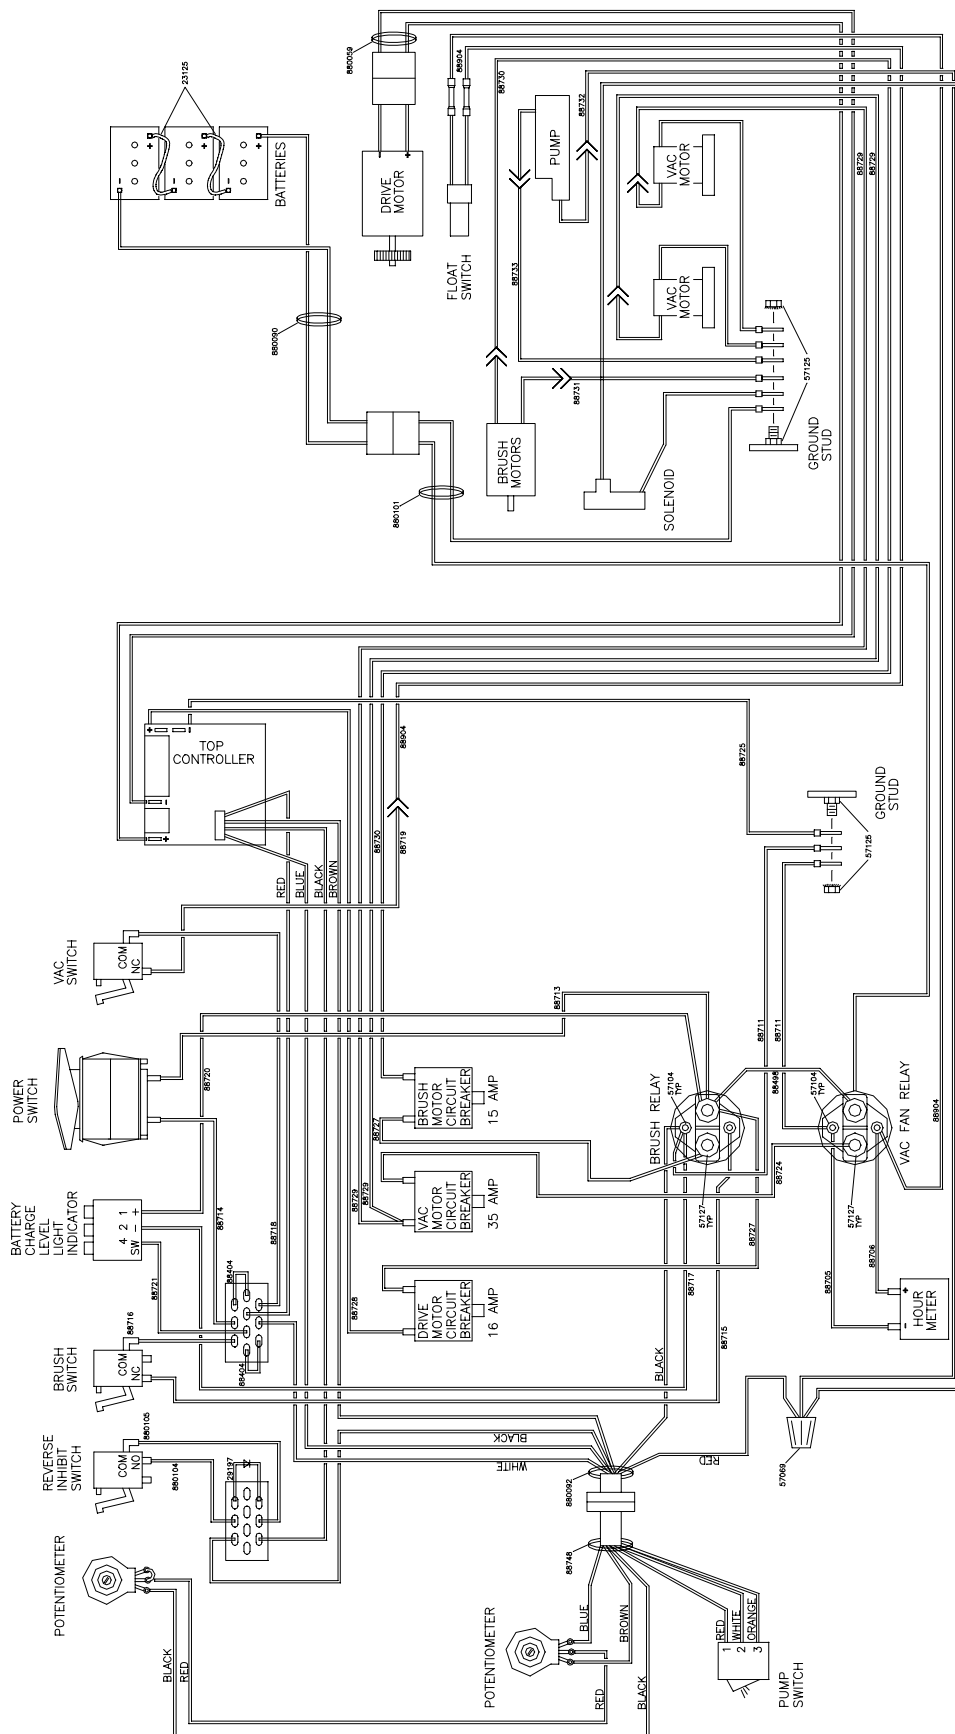 23125
BATTERIES
880059
88904
DRIVE
MOTOR
FLOAT
SWITCH
88730
88732
PUMP
88733
VAC
MOTOR
VAC
MOTOR
88729
88729
880090
880101
BRUSH
MOTORS
88731
SOLENOID
57125
GROUND
STUD
TOP
CONTROLLER
88904
88719
88730
88725
GROUND
STUD
57125
RED
BLUE
BLACK
BROWN
VAC
SWITCH
COM
NC
POWER
SWITCH
88720
88713
88711
88711
BATTERY
CHARGE
LEVEL
LIGHT
INDICATOR
4 2 1
SW - +
88714
88718
88721
88404
88404
BRUSH
MOTOR
CIRCUIT
BREAKER
15 AMP
88727
VAC
MOTOR
CIRCUIT
BREAKER
35 AMP
88729
88729
DRIVE
MOTOR
CIRCUIT
BREAKER
16 AMP
88728
BRUSH RELAY
57104
TYP
57127
TYP
88498
57104
TYP
57127
TYP
VAC FAN RELAY
88904
88724
88727
88717
88715
88705
88706
HOUR
METER
BRUSH
SWITCH
COM
NC
88716
REVERSE
INHIBIT
SWITCH
COM
NO
880105
880104
29197
BLACK
BLACK
WHITE
RED
57069
880092
88748
POTENTIOMETER
BLACK
RED
POTENTIOMETER
BLUE
BROWN
RED
BLACK
RED
WHITE
ORANGE
1
2
3
PUMP
SWITCH